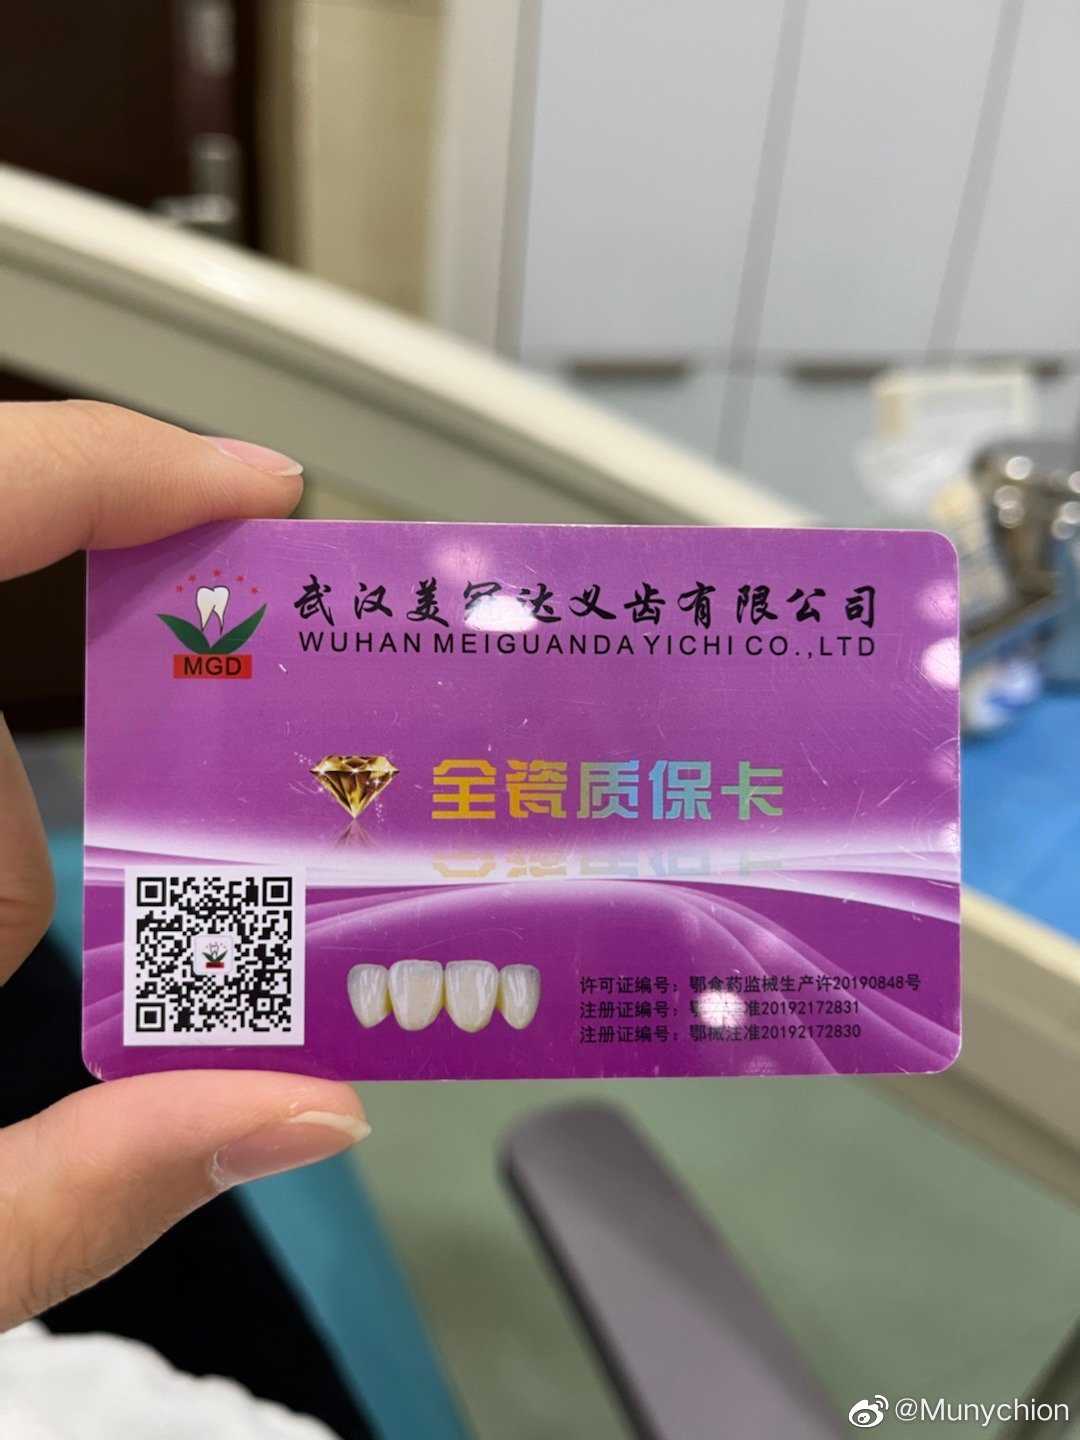 武汉美冠达义齿有限公司
WUHAN MEIGUANDA YICHI CO.,LTD
MGD
全瓷质保卡
许可证编号：鄂食药监械生产许20190848号
注册证编号：鄂械注准20192172831
注册证编号：鄂械注准20192172830
@Munychion